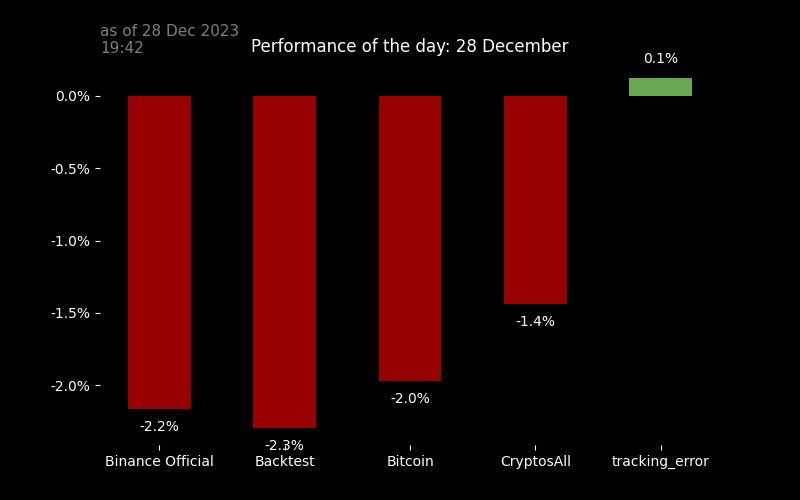 as of 28 Dec 2023
19:42
Performance of the day: 28 December
0.1%
0.0%
-0.5%
-1.0%
-1.5%
-2.0%
-1.4%
-2.0%
-2.2%
-2.3%
Binance Official
Backtest
Bitcoin
CryptosAll
tracking_error